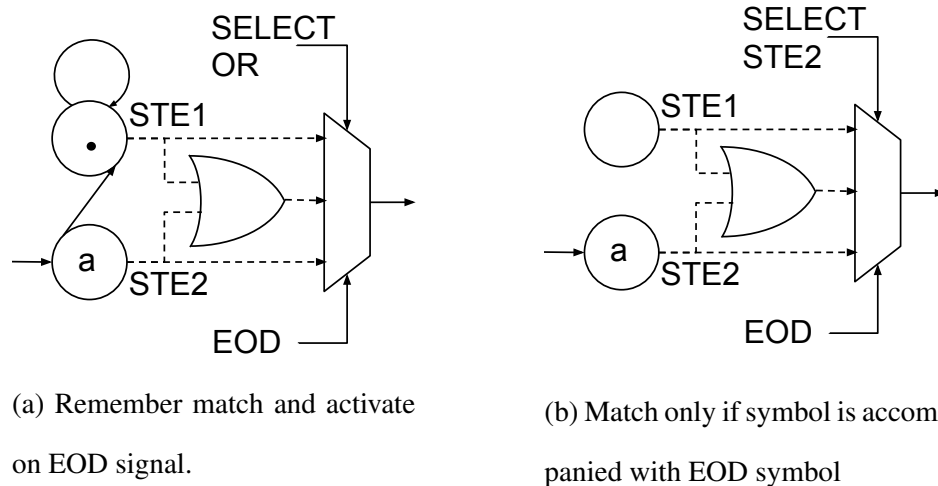 SELECT
OR
STE1
a
STE2
EOD
(a) Remember match and activate
on EOD signal.
SELECT
STE2
STE1
a
STE2
EOD
(b) Match only if symbol is accom
panied with EOD symbol